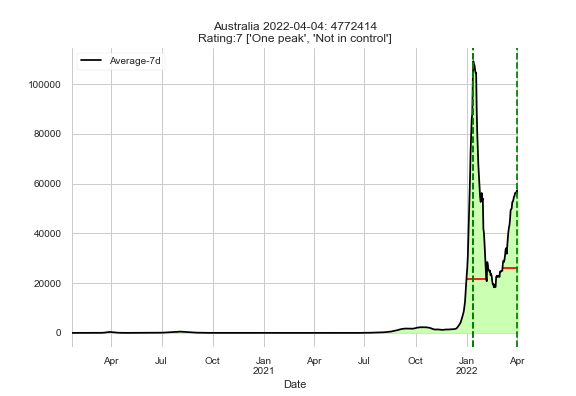 Australia 2022-04-04: 4772414
Rating:7 ['One peak', 'Not in control']
Average-7d
100000
80000
60000
40000
20000
0
Apr
Jul
Oct
Jan
2021
Apr
Jul
Oct
Jan
2022
Apr
Date